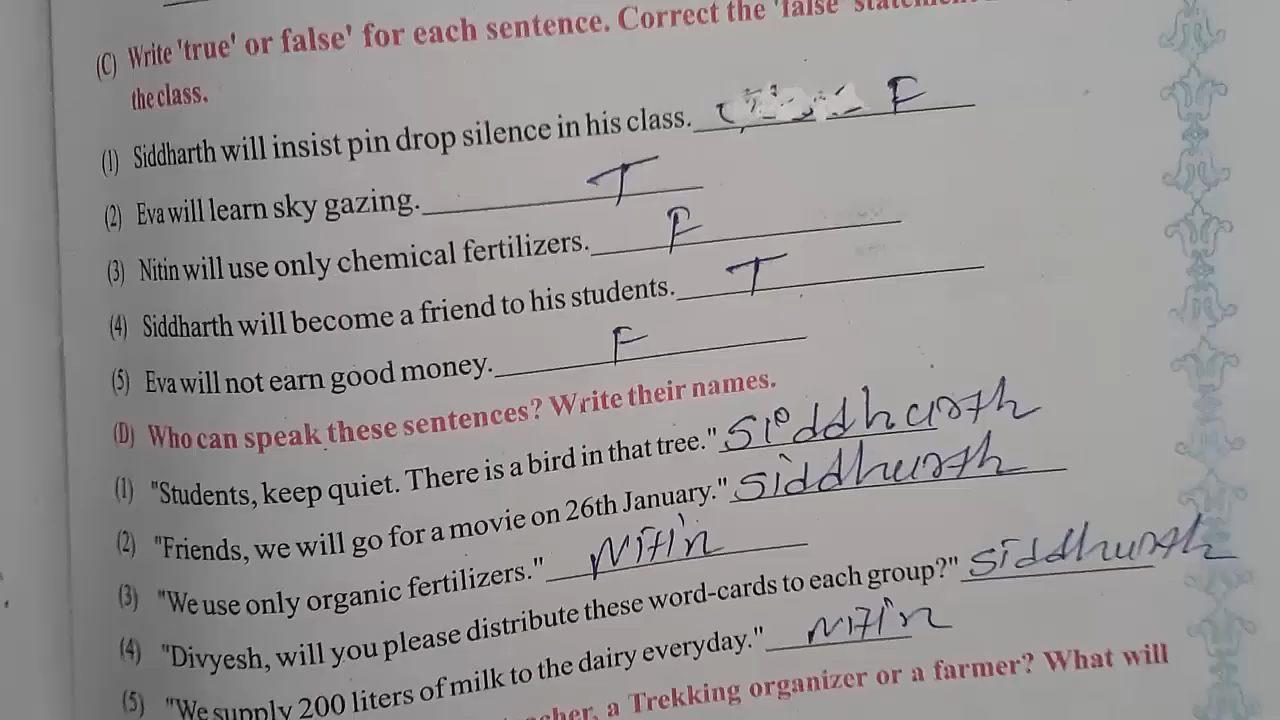 (C) Write 'true' or false' for each sentence. Correct the 'false'
the class.
(1) Siddharth will insist pin drop silence in his class. F
(2) Eva will learn sky gazing. T
(3) Nitin will use only chemical fertilizers. F
(4) Siddharth will become a friend to his students. T
(5) Eva will not earn good money. F
(D) Who can speak these sentences? Write their names.
(1) "Students, keep quiet. There is a bird in that tree." Sieddharth
(2) "Friends, we will go for a movie on 26th January." Siddharth
(3) "We use only organic fertilizers." Nitin
(4) "Divyesh, will you please distribute these word-cards to each group?" Siddharth
(5) "We supply 200 liters of milk to the dairy everyday." Nitin
a Trekking organizer or a farmer? What will